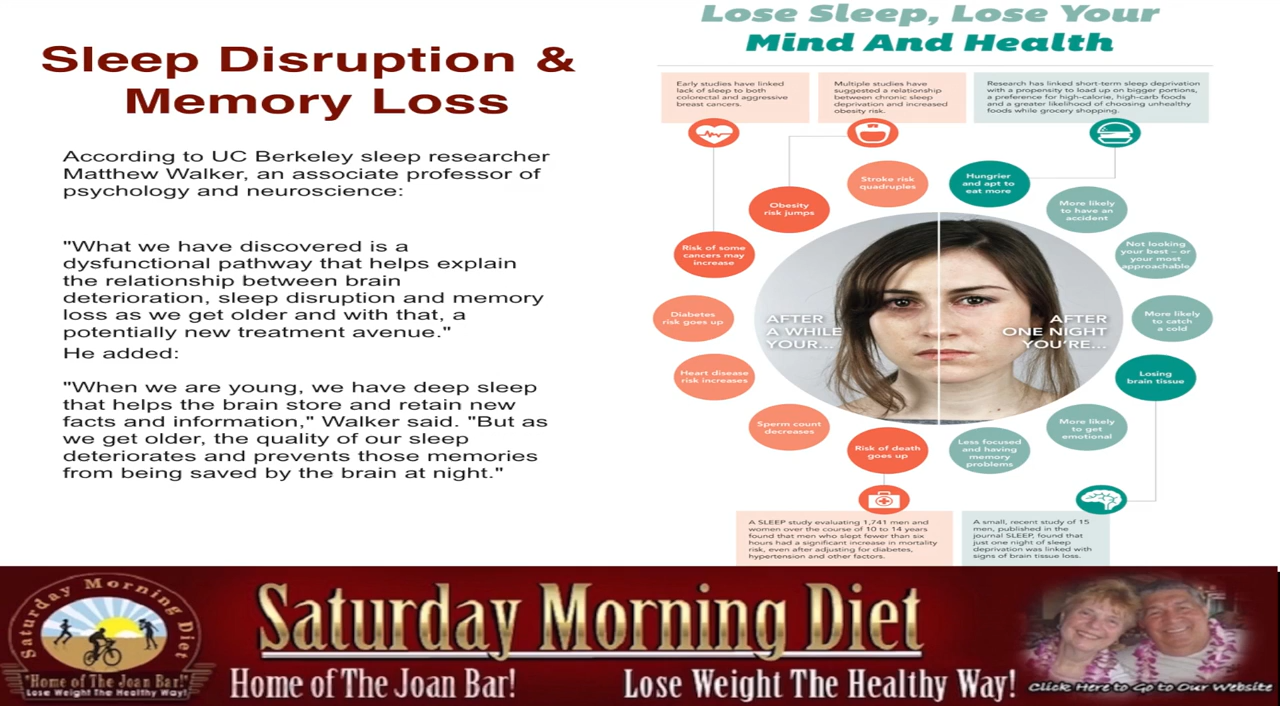 Sleep Disruption &
Memory Loss
According to UC Berkeley sleep researcher
Matthew Walker, an associate professor of
psychology and neuroscience:
"What we have discovered is a
dysfunctional pathway that helps explain
the relationship between brain
deterioration, sleep disruption and memory
loss as we get older and with that, a
potentially new treatment avenue."
He added:
"When we are young, we have deep sleep
that helps the brain store and retain new
facts and information," Walker said. "But as
we get older, the quality of our sleep
deteriorates and prevents those memories
from being saved by the brain at night."
Lose Sleep, Lose Your
Mind And Health
Early studies have linked
lack of sleep to both
colorectal and aggressive
breast cancers.
Multiple studies have
suggested a relationship
between chronic sleep
deprivation and increased
obesity risk.
Research has linked short-term sleep deprivation
with a propensity to load up on bigger portions,
a preference for high-calorie, high-carb foods
and a greater likelihood of choosing unhealthy
foods while grocery shopping.
Stroke risk
quadruples
Obesity
risk jumps
Risk of some
cancers may
increase
Diabetes
risk goes up
Heart disease
risk increases
Sperm count
decreases
Risk of death
goes up
Hungrier
and apt to
eat more
More likely
to have an
accident
Not looking
your best – or
your most
approachable
More likely
to catch
a cold
Losing
brain tissue
More likely
to get
emotional
Less focused
and having
memory
problems
AFTER
A WHILE
YOUR...
AFTER
ONE NIGHT
YOU'RE...
A SLEEP study evaluating 1,741 men and
women over the course of 10 to 14 years
found that men who slept fewer than six
hours had a significant increase in mortality
risk, even after adjusting for diabetes,
hypertension and other factors.
A small, recent study of 15
men, published in the
journal SLEEP, found that
just one night of sleep
deprivation was linked with
signs of brain tissue loss.
Saturday Morning Diet
"Home of The Joan Bar!"
Lose Weight The Healthy Way!
Saturday Morning Diet
Home of The Joan Bar!
Lose Weight The Healthy Way!
Click Here to Go to Our Website